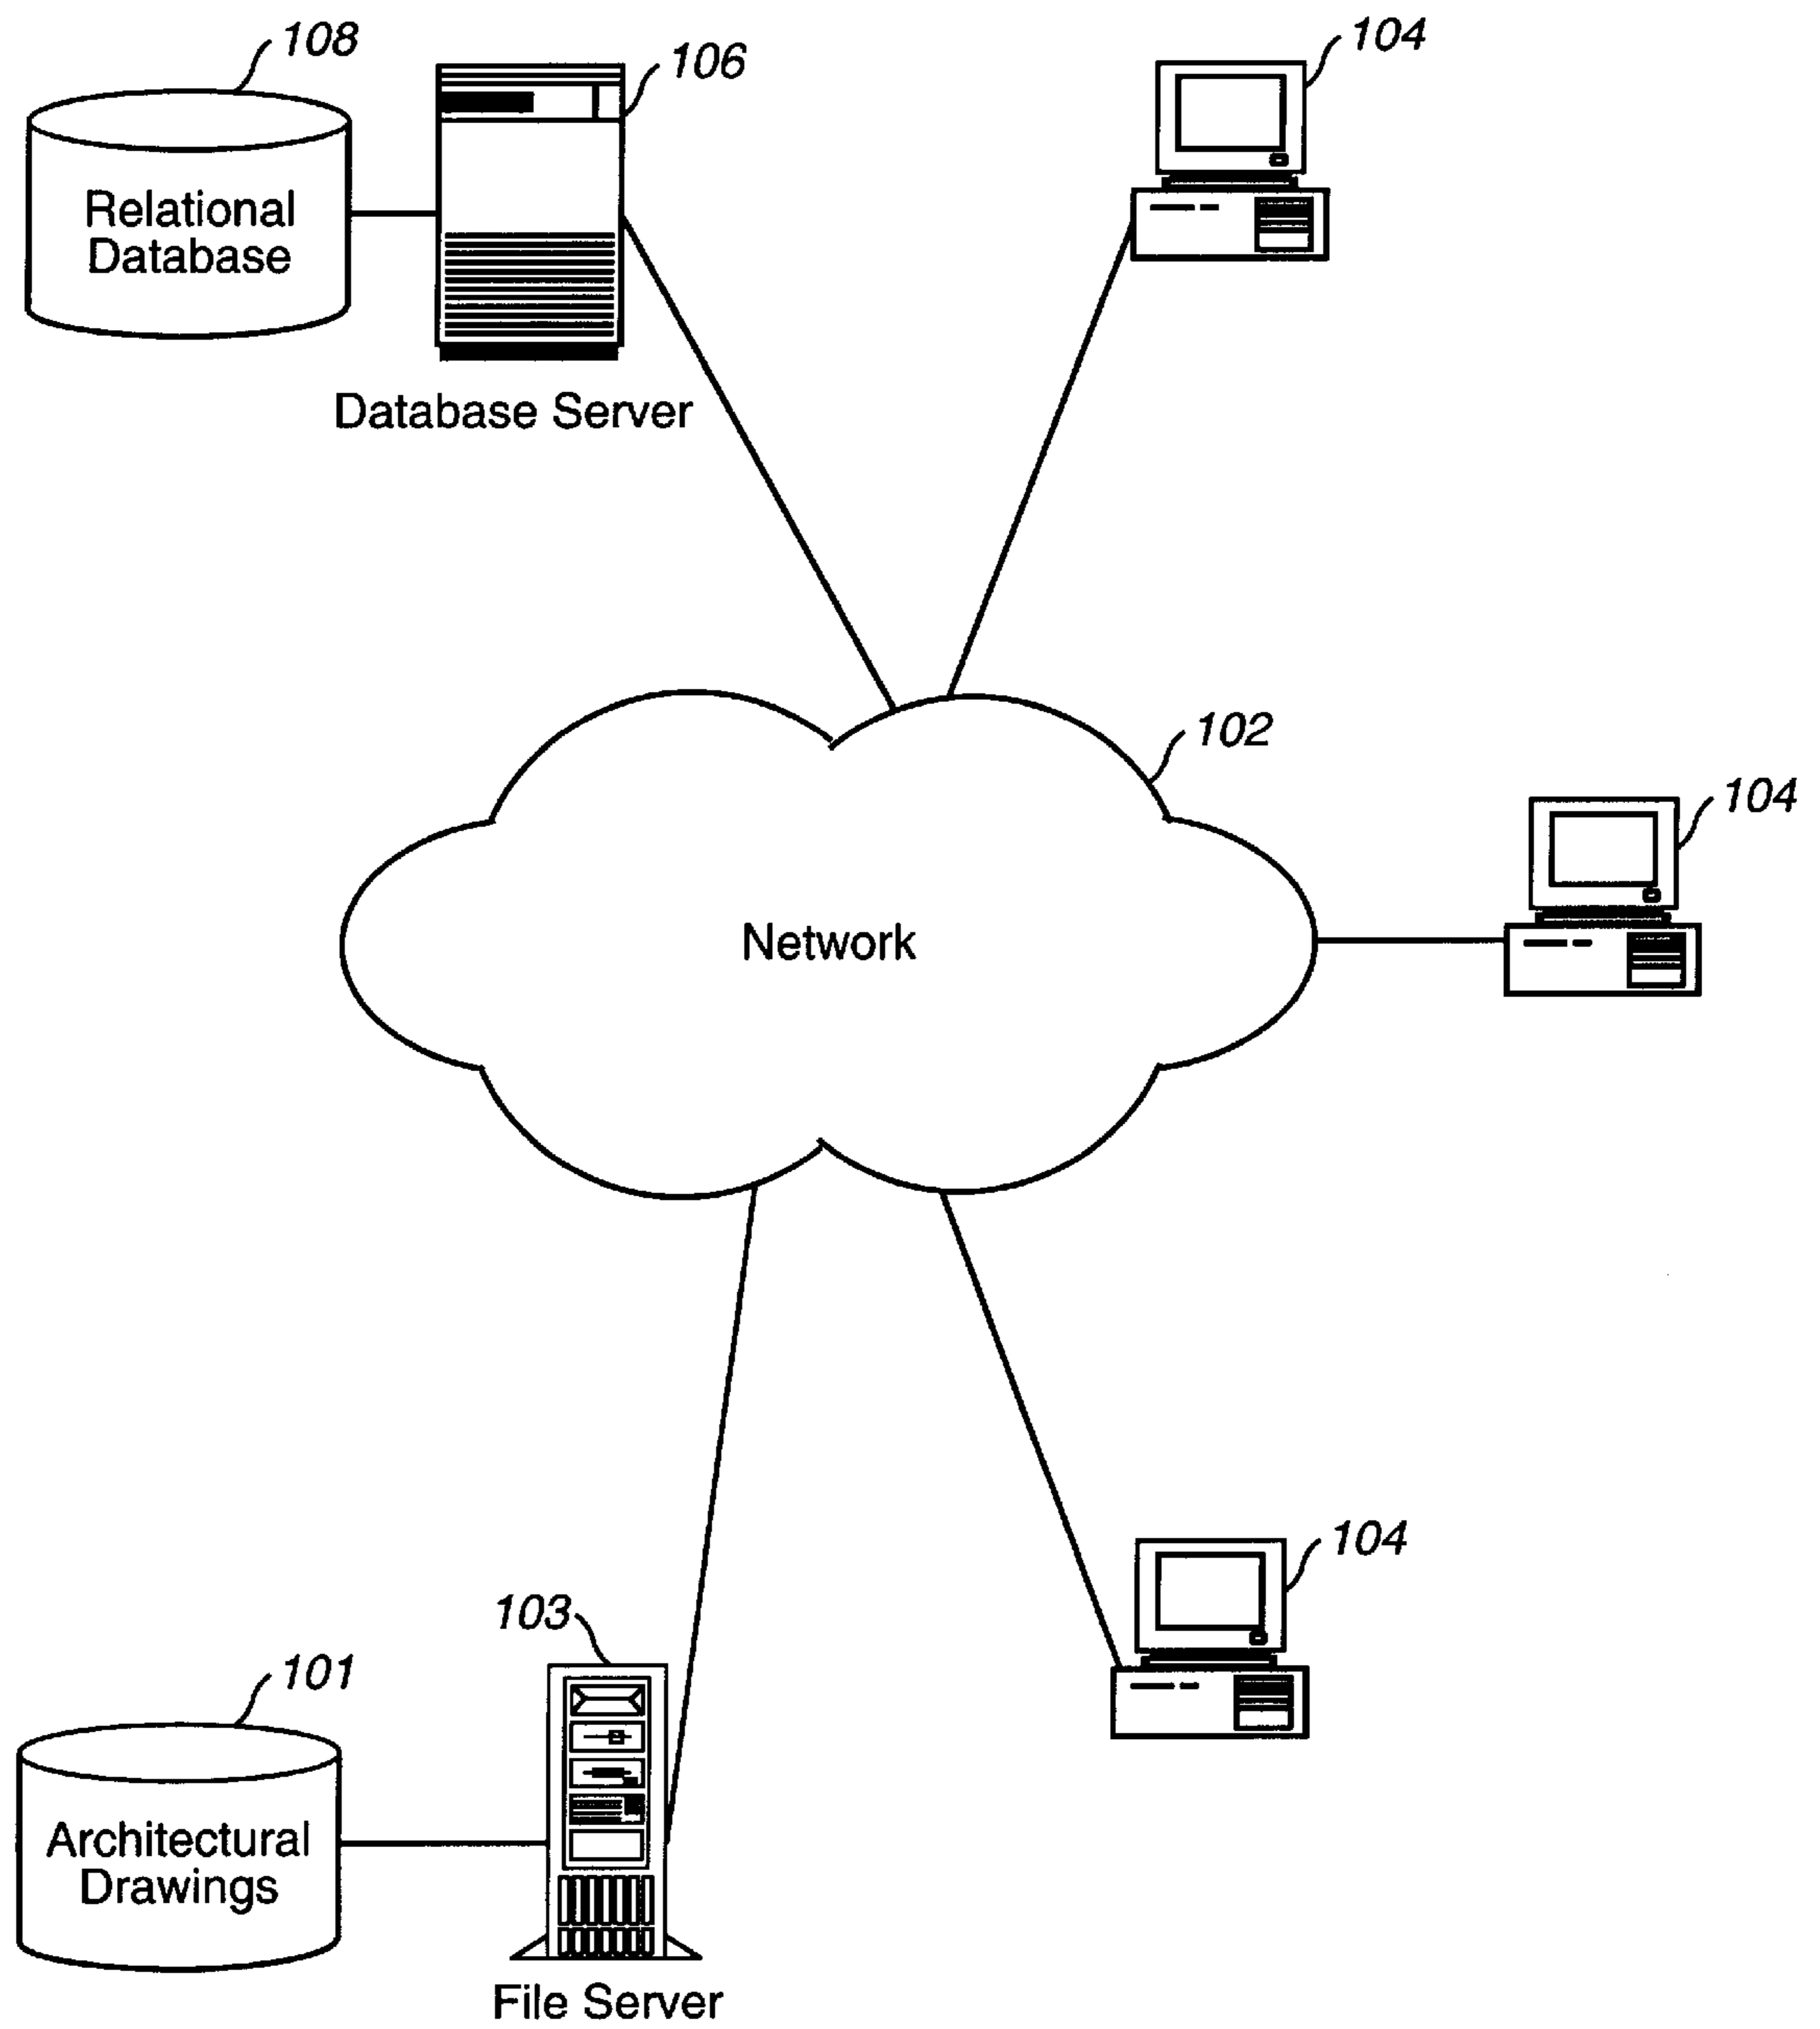 108
106
104
Relational
Database
Database Server
102
104
Network
104
103
101
Architectural
Drawings
File Server